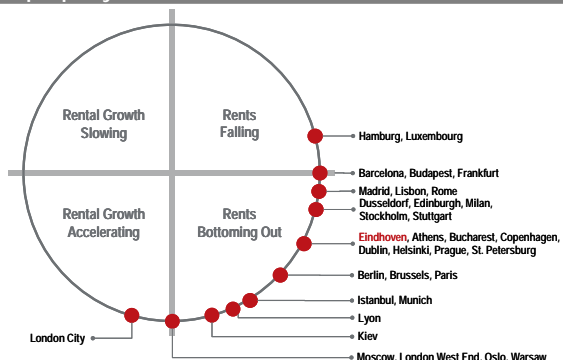 Rental Growth
Slowing
Rents
Falling
Rental Growth
Accelerating
Rents
Bottoming Out
Hamburg, Luxembourg
Barcelona, Budapest, Frankfurt
Madrid, Lisbon, Rome
Dusseldorf, Edinburgh, Milan,
Stockholm, Stuttgart
Eindhoven, Athens, Bucharest, Copenhagen,
Dublin, Helsinki, Prague, St. Petersburg
Berlin, Brussels, Paris
Istanbul, Munich
Lyon
Kiev
London City
Moscow, London West End, Oslo, Warsaw